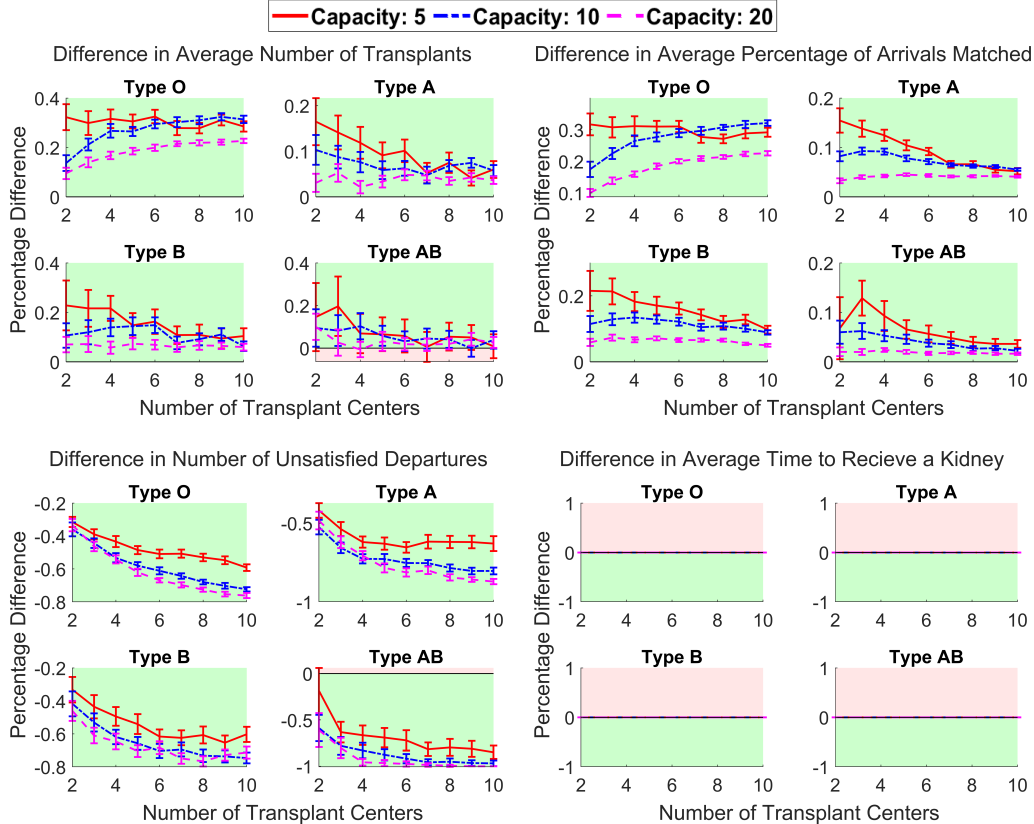 Capacity: 5 Capacity: 10 Capacity: 20
Difference in Average Number of Transplants
Difference in Average Percentage of Arrivals Matched
Percentage Difference
Type O
0.4
0.2
0
2 4 6 8 10
Type A
0.2
0.1
0
2 4 6 8 10
Type B
0.4
0.2
0
2 4 6 8 10
Type AB
0.4
0.2
0
2 4 6 8 10
Number of Transplant Centers
Percentage Difference
Type O
0.3
0.2
0.1
2 4 6 8 10
Type A
0.2
0.1
0
2 4 6 8 10
Type B
0.2
0
2 4 6 8 10
Type AB
0.2
0.1
0
2 4 6 8 10
Number of Transplant Centers
Difference in Number of Unsatisfied Departures
Difference in Average Time to Recieve a Kidney
Percentage Difference
Type O
-0.2
-0.4
-0.6
-0.8
2 4 6 8 10
Type A
-0.5
-1
2 4 6 8 10
Type B
-0.2
-0.4
-0.6
-0.8
2 4 6 8 10
Type AB
0
-0.5
-1
2 4 6 8 10
Number of Transplant Centers
Percentage Difference
Type O
1
0
-1
2 4 6 8 10
Type A
1
0
-1
2 4 6 8 10
Type B
1
0
-1
2 4 6 8 10
Type AB
1
0
-1
2 4 6 8 10
Number of Transplant Centers